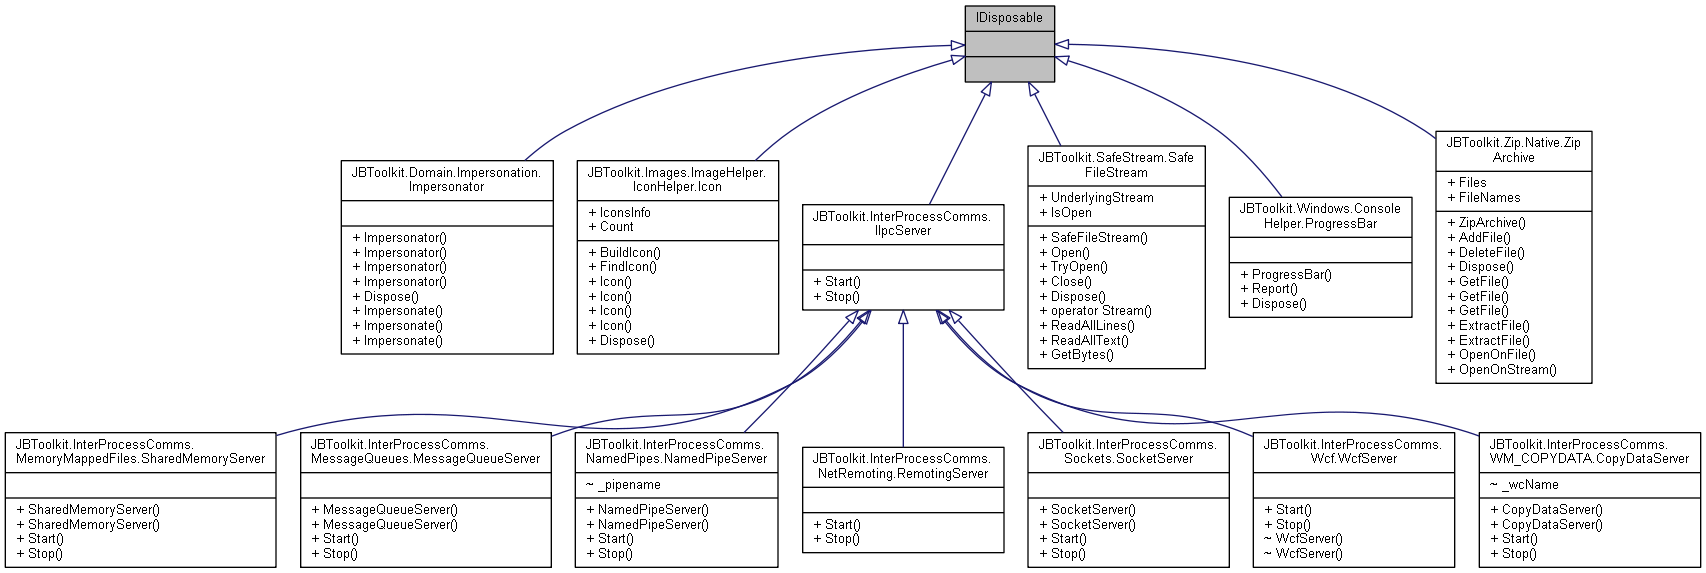 IDisposable
JBToolkit.Domain.Impersonation.
Impersonator
+ Impersonator()
+ Impersonator()
+ Impersonator()
+ Impersonator()
+ Dispose()
+ Impersonate()
+ Impersonate()
+ Impersonate()
JBToolkit.Images.ImageHelper.
IconHelper.Icon
+ IconsInfo
+ Count
+ BuildIcon()
+ FindIcon()
+ Icon()
+ Icon()
+ Icon()
+ Icon()
+ Dispose()
JBToolkit.InterProcessComms.
IIpcServer
+ Start()
+ Stop()
JBToolkit.SafeStream.Safe
FileStream
+ UnderlyingStream
+ IsOpen
+ SafeFileStream()
+ Open()
+ TryOpen()
+ Close()
+ Dispose()
+ operator Stream()
+ ReadAllLines()
+ ReadAllText()
+ GetBytes()
JBToolkit.Windows.Console
Helper.ProgressBar
+ ProgressBar()
+ Report()
+ Dispose()
JBToolkit.Zip.Native.Zip
Archive
+ Files
+ FileNames
+ ZipArchive()
+ AddFile()
+ DeleteFile()
+ Dispose()
+ GetFile()
+ GetFile()
+ GetFile()
+ ExtractFile()
+ ExtractFile()
+ OpenOnFile()
+ OpenOnStream()
JBToolkit.InterProcessComms.
MemoryMappedFiles.SharedMemoryServer
+ SharedMemoryServer()
+ SharedMemoryServer()
+ Start()
+ Stop()
JBToolkit.InterProcessComms.
MessageQueues.MessageQueueServer
+ MessageQueueServer()
+ MessageQueueServer()
+ Start()
+ Stop()
JBToolkit.InterProcessComms.
NamedPipes.NamedPipeServer
~ _pipename
+ NamedPipeServer()
+ NamedPipeServer()
+ Start()
+ Stop()
JBToolkit.InterProcessComms.
NetRemoting.RemotingServer
+ Start()
+ Stop()
JBToolkit.InterProcessComms.
Sockets.SocketServer
+ SocketServer()
+ SocketServer()
+ Start()
+ Stop()
JBToolkit.InterProcessComms.
Wcf.WcfServer
+ Start()
+ Stop()
~ WcfServer()
~ WcfServer()
JBToolkit.InterProcessComms.
WM_COPYDATA.CopyDataServer
~ _wcName
+ CopyDataServer()
+ CopyDataServer()
+ Start()
+ Stop()